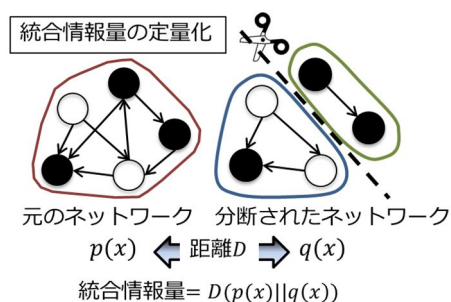 統合情報量の定量化
元のネットワーク 分断されたネットワーク
p(x) 距離D q(x)
統合情報量= D(p(x)||q(x))